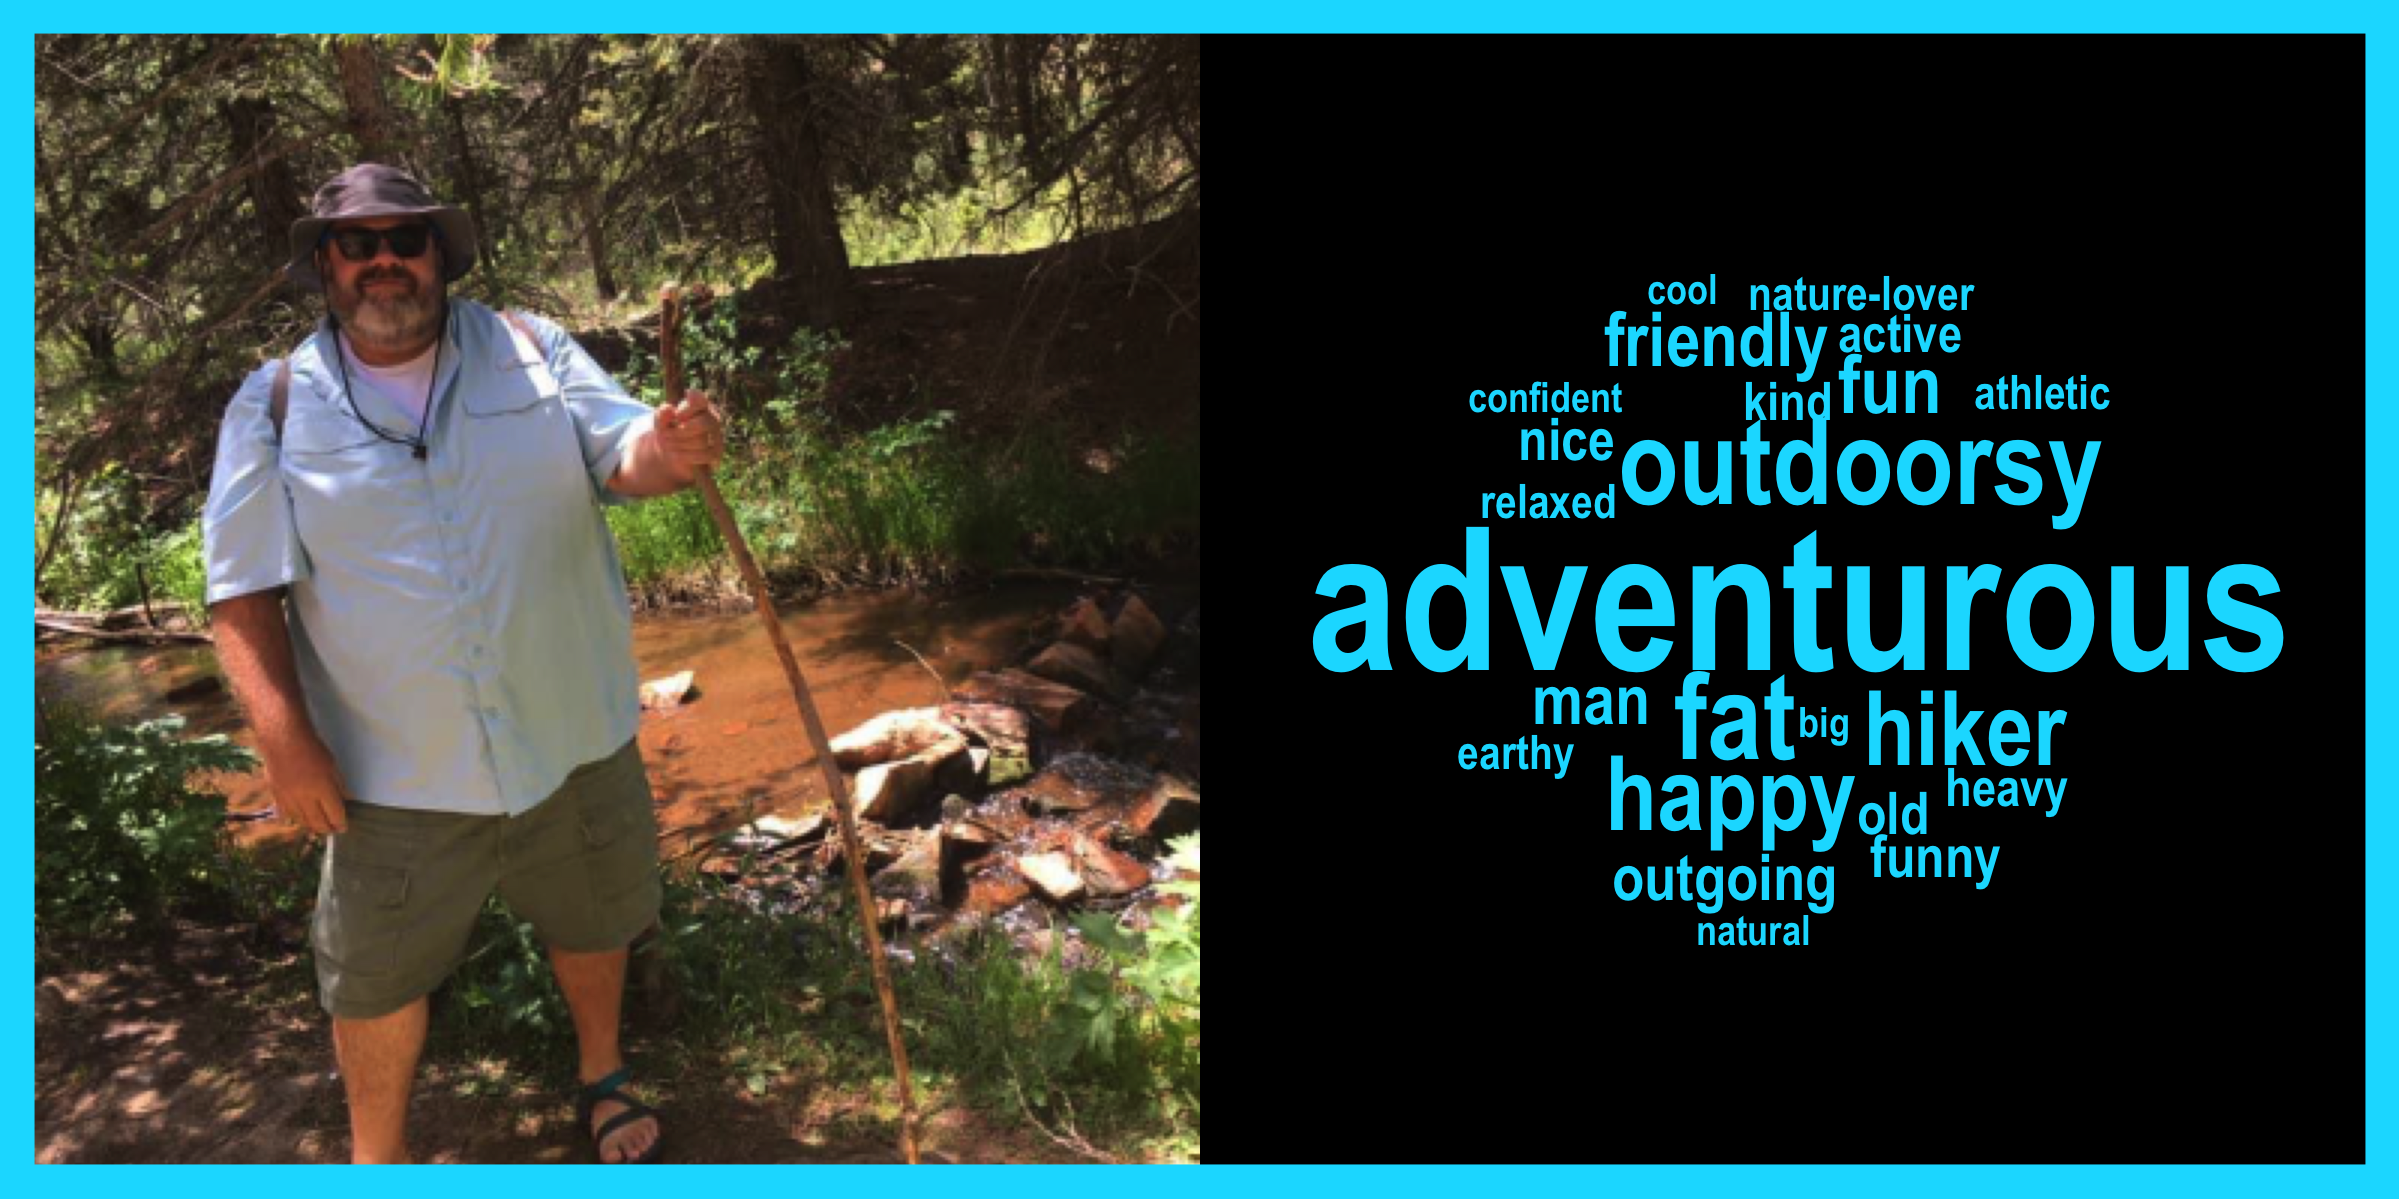 cool nature-lover
friendly active
confident kind fun athletic
nice outdoorsy
relaxed
adventurous
man fat big hiker
earthy happy old heavy
outgoing funny
natural